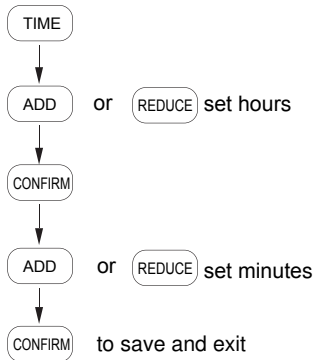 TIME
ADD or REDUCE set hours
CONFIRM
ADD or REDUCE set minutes
CONFIRM to save and exit